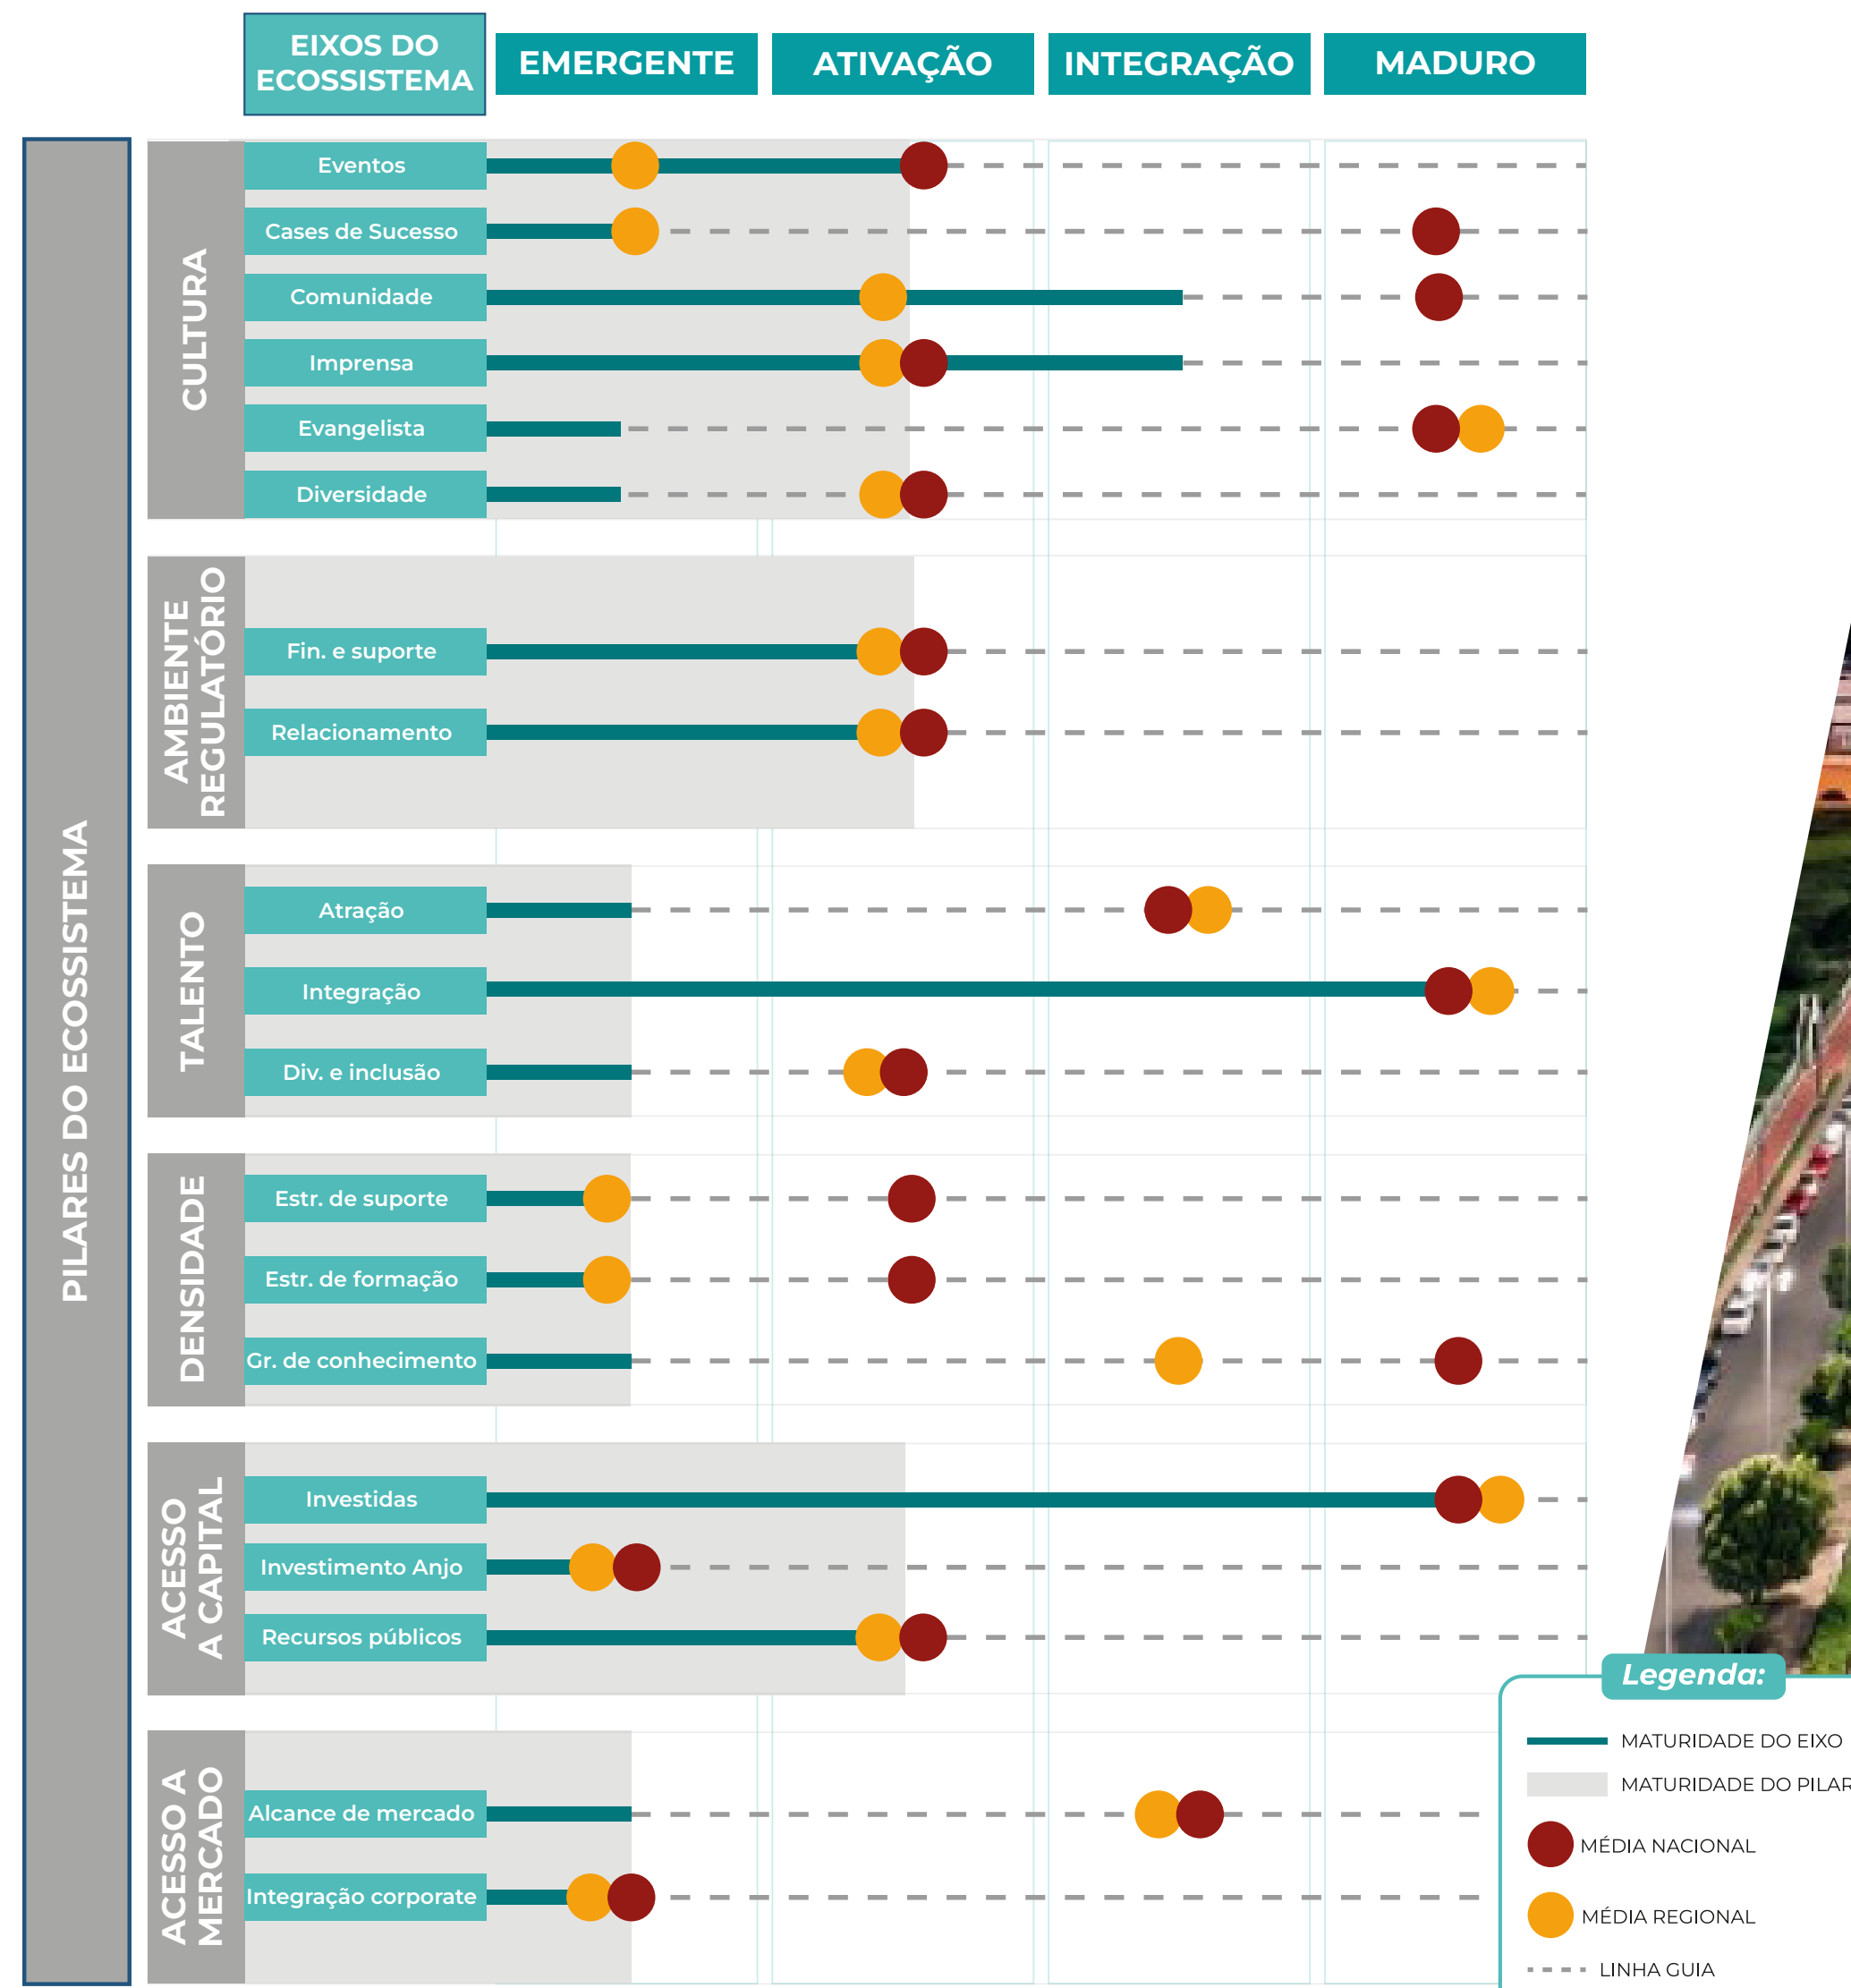 EIXOS DO
ECOSSISTEMA
EMERGENTE
ATIVAÇÃO
INTEGRAÇÃO
MADURO
PILARES DO ECOSSISTEMA
CULTURA
Eventos
Cases de Sucesso
Comunidade
Imprensa
Evangelista
Diversidade
AMBIENTE
REGULATÓRIO
Fin. e suporte
Relacionamento
TALENTO
Atração
Integração
Div. e inclusão
DENSIDADE
Estr. de suporte
Estr. de formação
Gr. de conhecimento
ACESSO
A CAPITAL
Investidas
Investimento Anjo
Recursos públicos
ACESSO A
MERCADO
Alcance de mercado
Integração corporate
Legenda:
MATURIDADE DO EIXO
MATURIDADE DO PILAR
MÉDIA NACIONAL
MÉDIA REGIONAL
LINHA GUIA